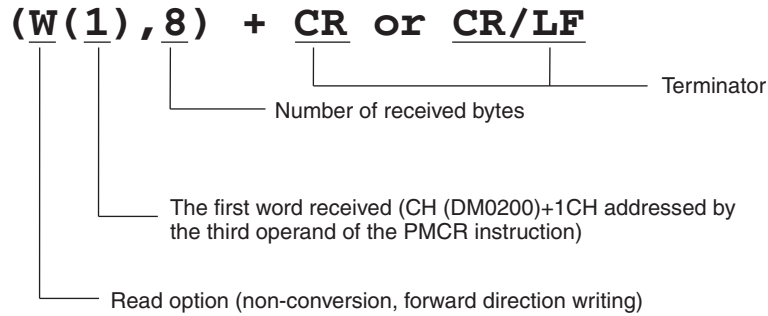 (W(1),8) + CR or CR/LF
Terminator
Number of received bytes
The first word received (CH (DM0200)+1CH addressed by
the third operand of the PMCR instruction)
Read option (non-conversion, forward direction writing)